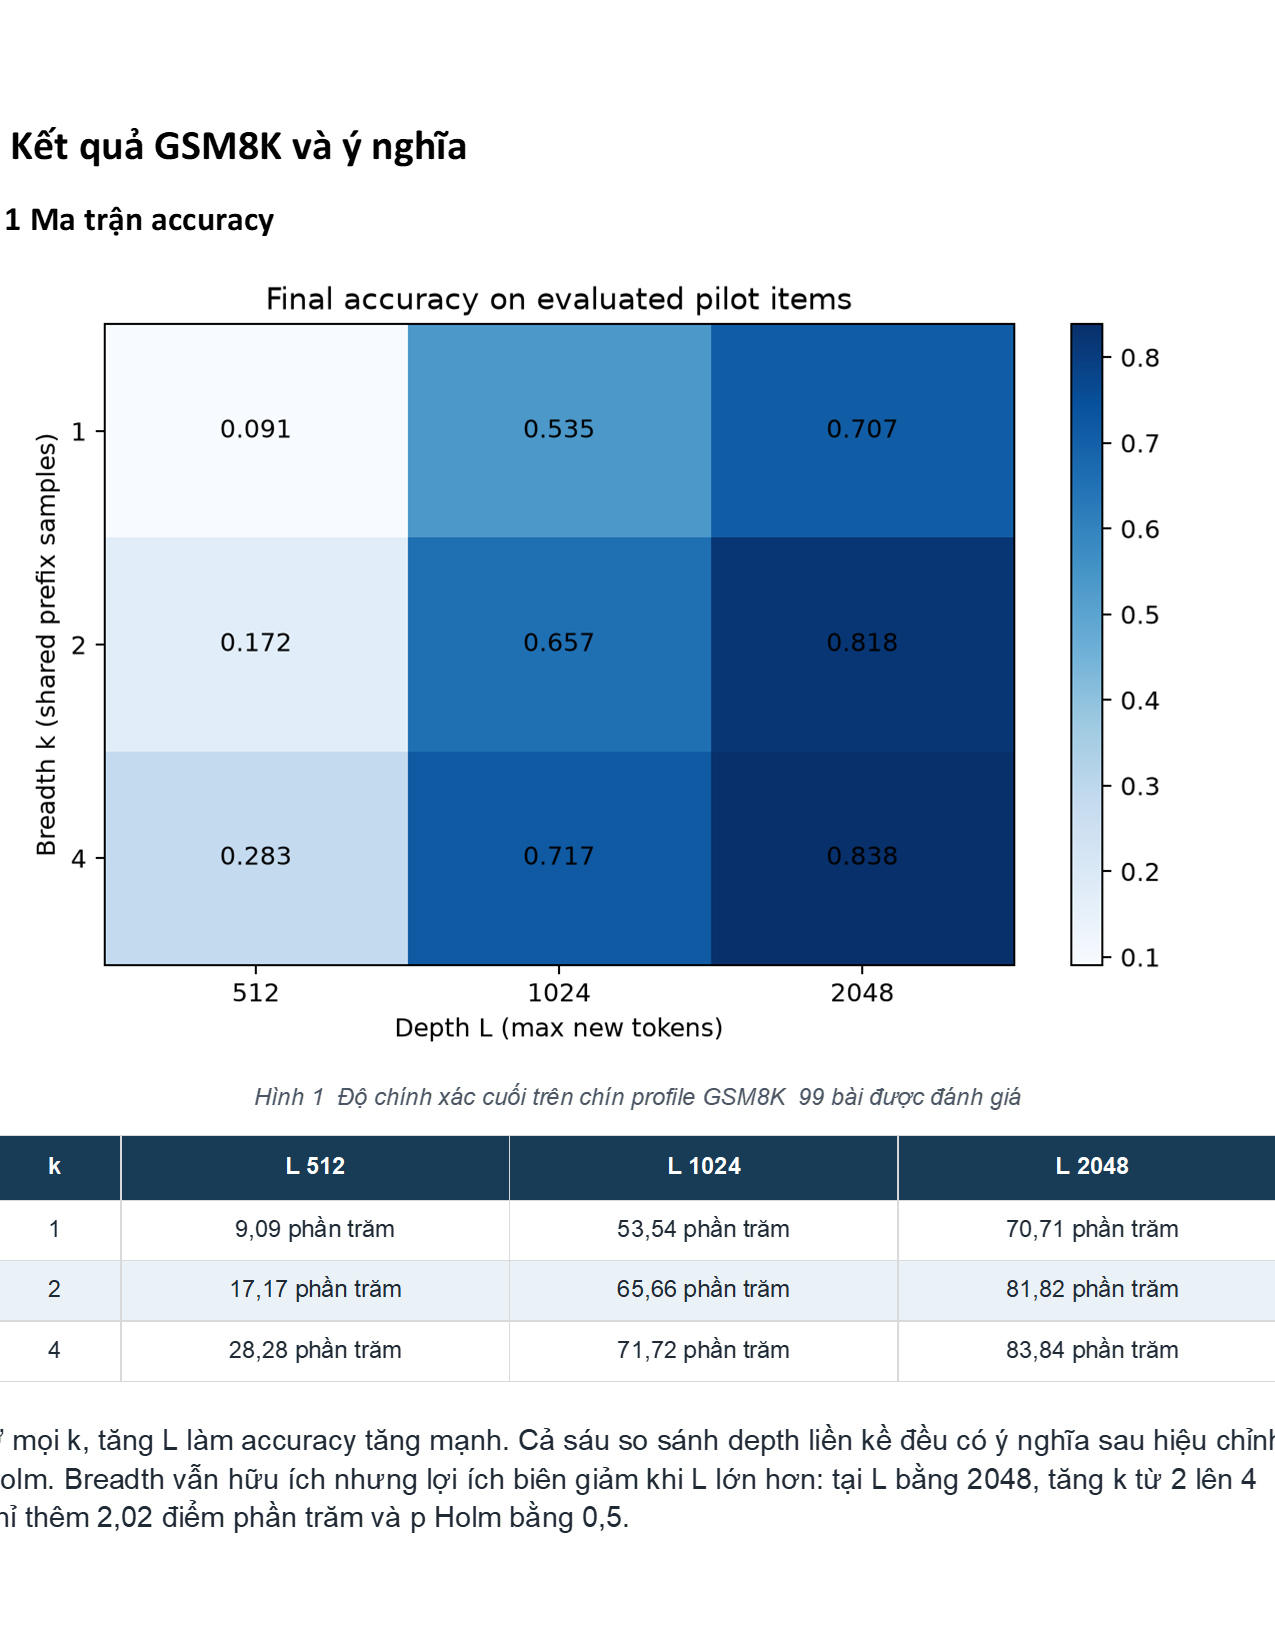 Kết quả GSM8K và ý nghĩa
1 Ma trận accuracy
Final accuracy on evaluated pilot items
Breadth k (shared prefix samples)
1
0.091
0.535
0.707
2
0.172
0.657
0.818
4
0.283
0.717
0.838
512
1024
2048
Depth L (max new tokens)
0.8
0.7
0.6
0.5
0.4
0.3
0.2
0.1
Hình 1 Độ chính xác cuối trên chín profile GSM8K 99 bài được đánh giá
k L 512 L 1024 L 2048
1 9,09 phần trăm 53,54 phần trăm 70,71 phần trăm
2 17,17 phần trăm 65,66 phần trăm 81,82 phần trăm
4 28,28 phần trăm 71,72 phần trăm 83,84 phần trăm
mọi k, tăng L làm accuracy tăng mạnh. Cả sáu so sánh depth liền kề đều có ý nghĩa sau hiệu chỉnh
olm. Breadth vẫn hữu ích nhưng lợi ích biên giảm khi L lớn hơn: tại L bằng 2048, tăng k từ 2 lên 4
hỉ thêm 2,02 điểm phần trăm và p Holm bằng 0,5.